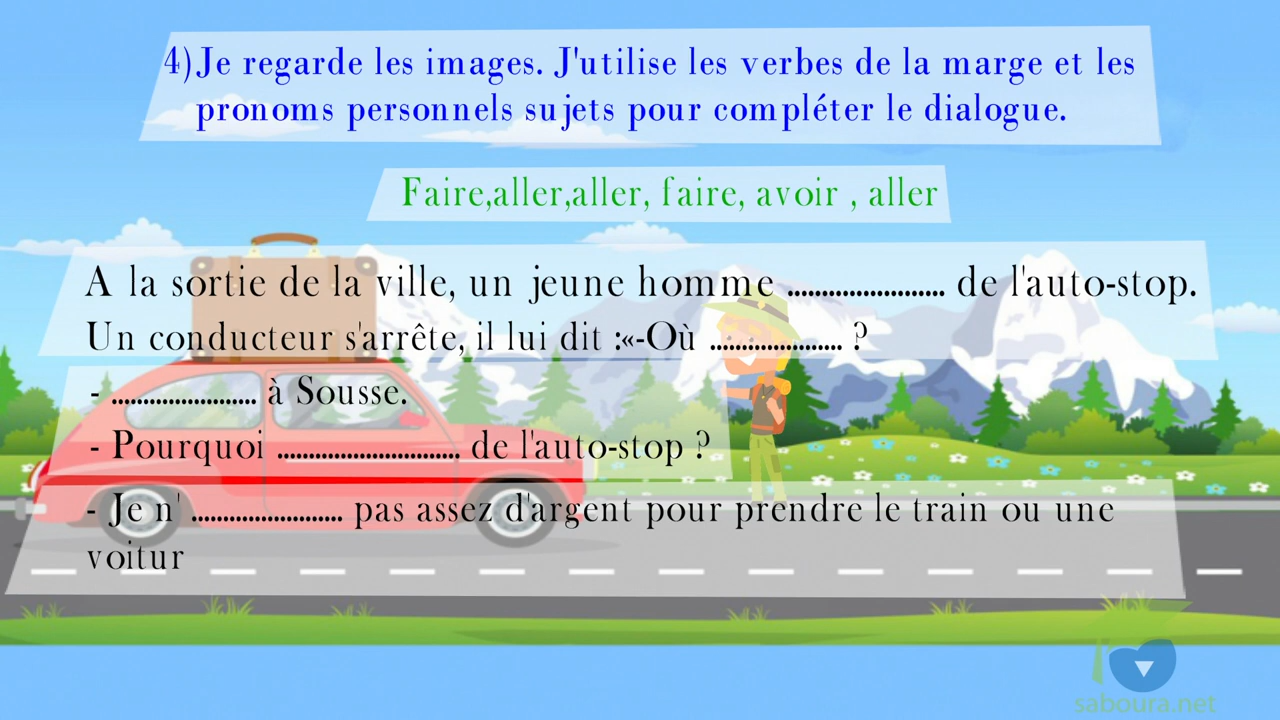 4)Je regarde les images. J'utilise les verbes de la marge et les
pronoms personnels sujets pour compléter le dialogue.
Faire,aller,aller, faire, avoir , aller
A la sortie de la ville, un jeune homme ......................... de l'auto-stop.
Un conducteur s'arrête, il lui dit :«-Où ..................... ?
- ....................... à Sousse.
- Pourquoi ............................. de l'auto-stop ?
- Je n' ........................ pas assez d'argent pour prendre le train ou une
voitur
saboura.net